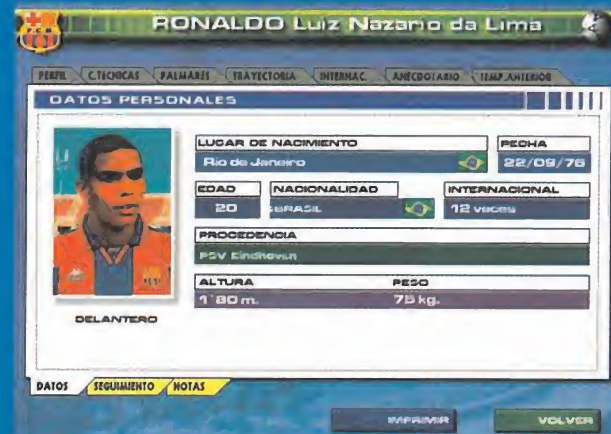 RONALDO Luiz Nazario da Lima
PERFIL C.TECNICAS PALMARES TRAYECTORIA INTERNAC. ANECDOTARIO TEMP.ANTERIOR
DATOS PERSONALES
LUGAR DE NACIMIENTO FECHA
Rio de Janeiro 22/09/76
EDAD NACIONALIDAD INTERNACIONAL
20 BRASIL 12 veces
PROCEDENCIA
PSV Eindhoven
ALTURA PESO
1'80 m. 75 kg.
DELANTERO
DATOS SEGUIMIENTO NOTAS
IMPRIMIR VOLVER